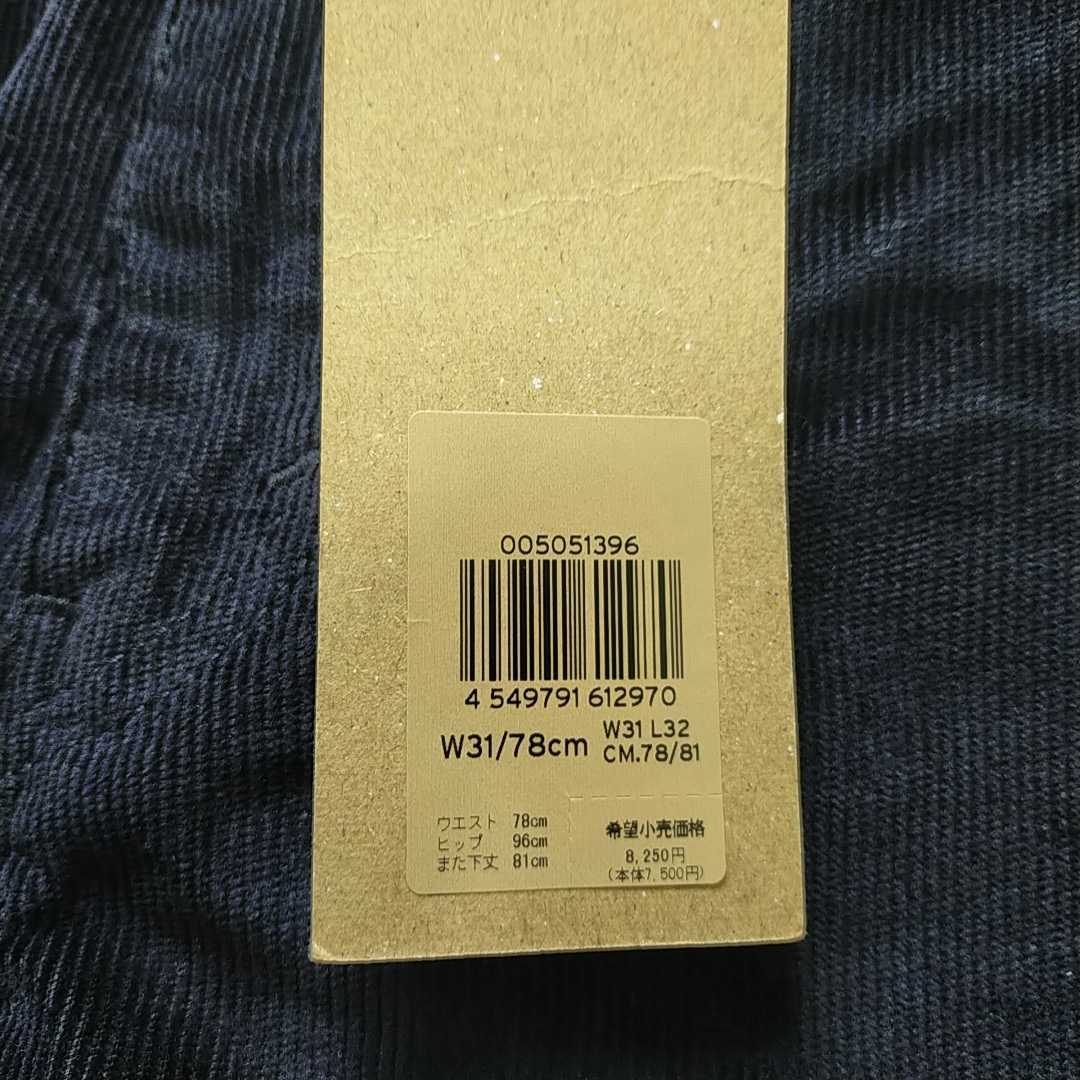 005051396
4 549791 612970
W31/78cm
W31 L32
CM.78/81
ウエスト 78cm
ヒップ 96cm
また下丈 81cm
希望小売価格
8,250円
(本体7,500円)